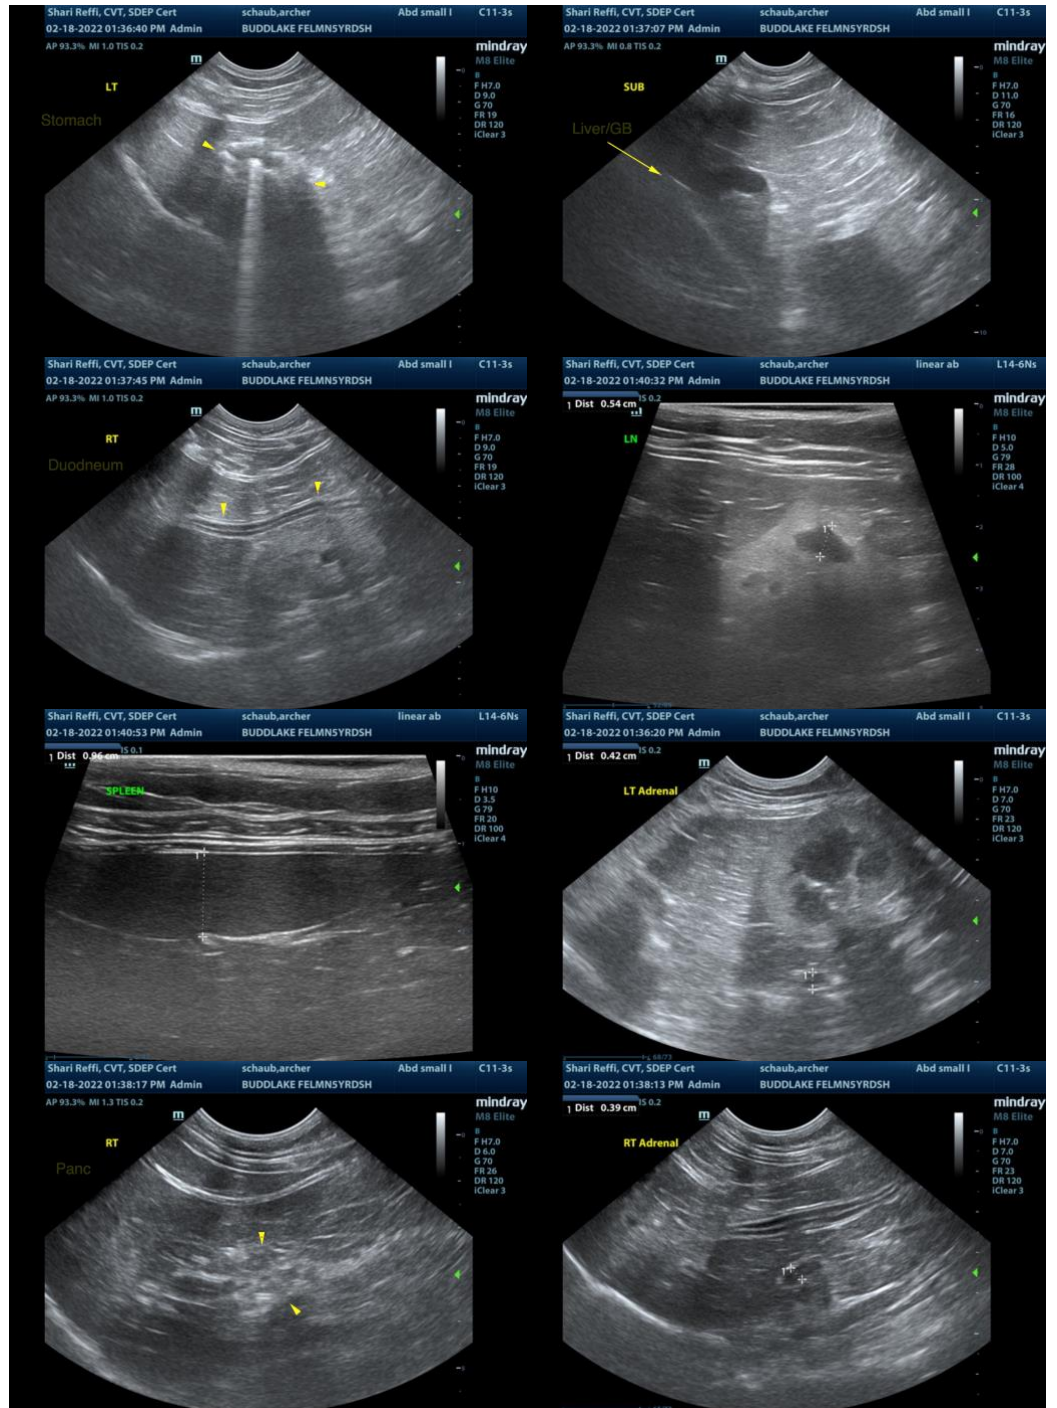 Shari Reffi, CVT, SDEP Cert schaub,archer Abd small I C11-3s
02-18-2022 01:36:40 PM Admin BUDDLAKE FELMN5YRDSH
AP 93.3% MI 1.0 TIS 0.2 mindray
m M8 Elite
LT
Stomach
B
F H7.0
D 9.0
G 70
FR 19
DR 120
iClear 3
Shari Reffi, CVT, SDEP Cert schaub,archer Abd small I C11-3s
02-18-2022 01:37:07 PM Admin BUDDLAKE FELMN5YRDSH
AP 93.3% MI 0.8 TIS 0.2 mindray
m M8 Elite
SUB
Liver/GB
B
F H7.0
D 11.0
G 70
FR 16
DR 120
iClear 3
Shari Reffi, CVT, SDEP Cert schaub,archer Abd small I C11-3s
02-18-2022 01:37:45 PM Admin BUDDLAKE FELMN5YRDSH
AP 93.3% MI 1.0 TIS 0.2 mindray
m M8 Elite
RT
Duodneum
B
F H7.0
D 9.0
G 70
FR 19
DR 120
iClear 3
Shari Reffi, CVT, SDEP Cert schaub,archer linear ab L14-6Ns
02-18-2022 01:40:32 PM Admin BUDDLAKE FELMN5YRDSH
1 Dist 0.54 cm IS 0.2 mindray
M8 Elite
LN
B
F H10
D 5.0
G 79
FR 28
DR 100
iClear 4
Shari Reffi, CVT, SDEP Cert schaub,archer linear ab L14-6Ns
02-18-2022 01:40:53 PM Admin BUDDLAKE FELMN5YRDSH
1 Dist 0.96 cm IS 0.1 mindray
M8 Elite
SPLEEN
B
F H10
D 3.5
G 79
FR 20
DR 100
iClear 4
Shari Reffi, CVT, SDEP Cert schaub,archer Abd small I C11-3s
02-18-2022 01:36:20 PM Admin BUDDLAKE FELMN5YRDSH
1 Dist 0.42 cm IS 0.2 mindray
m M8 Elite
LT Adrenal
B
F H7.0
D 7.0
G 70
FR 23
DR 120
iClear 3
Shari Reffi, CVT, SDEP Cert schaub,archer Abd small I C11-3s
02-18-2022 01:38:17 PM Admin BUDDLAKE FELMN5YRDSH
AP 93.3% MI 1.3 TIS 0.2 mindray
m M8 Elite
RT
Panc
B
F H7.0
D 6.0
G 70
FR 26
DR 120
iClear 3
Shari Reffi, CVT, SDEP Cert schaub,archer Abd small I C11-3s
02-18-2022 01:38:13 PM Admin BUDDLAKE FELMN5YRDSH
1 Dist 0.39 cm IS 0.2 mindray
m M8 Elite
RT Adrenal
B
F H7.0
D 7.0
G 70
FR 23
DR 120
iClear 3